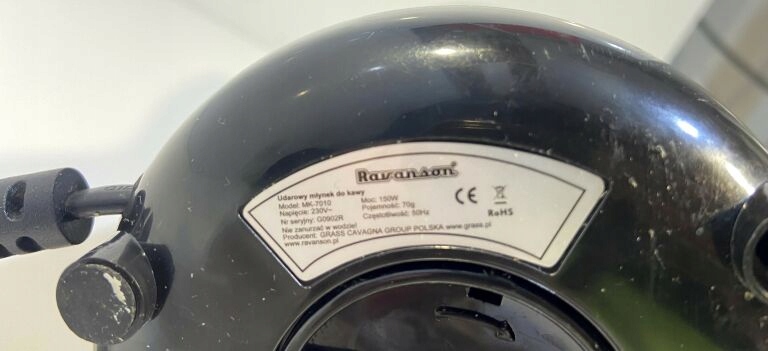 Ravanson®
Udarowy młynek do kawy
Model: MK-7010 Moc: 150W
Napięcie: 230V~ Pojemność: 70g
Nr seryjny: G0902R Częstotliwość: 50Hz
Nie zanurzać w wodzie!
Producent: GRASS CAVAGNA GROUP POLSKA www.grass.pl
www.ravanson.pl
CE
RoHS